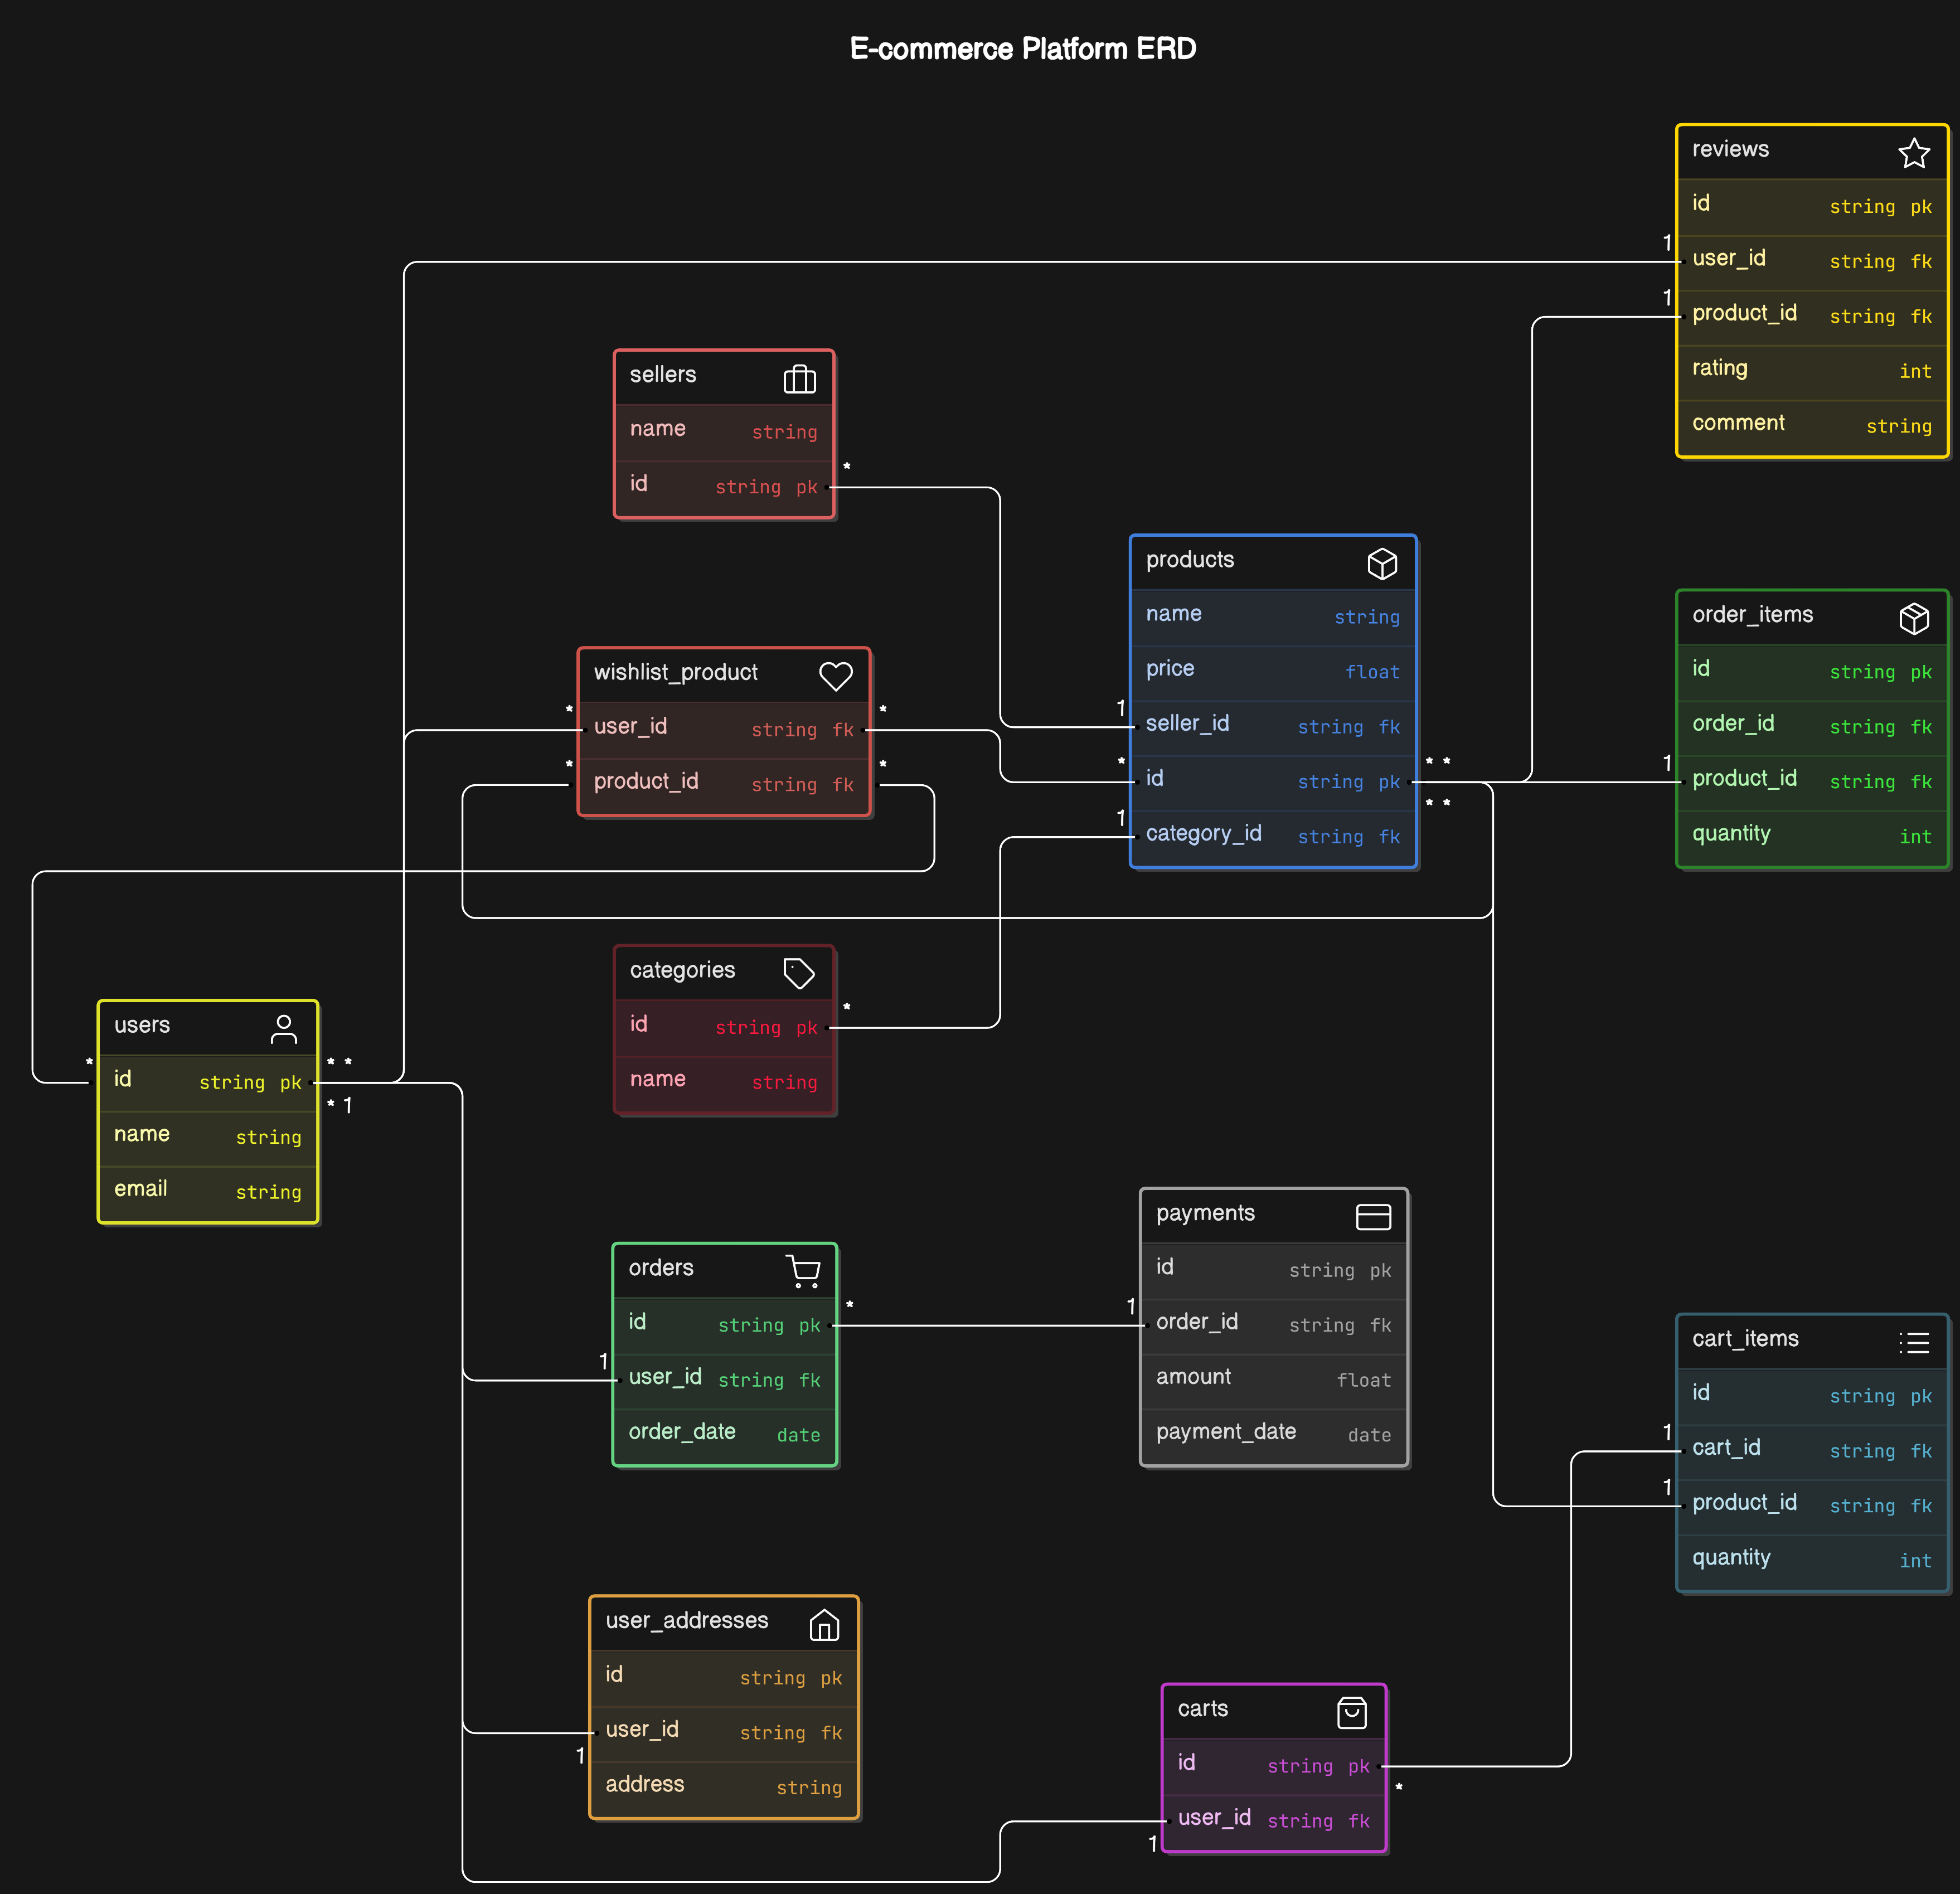 E-commerce Platform ERD
reviews
id string pk
1
user_id string fk
1
product_id string fk
rating int
comment string
sellers
name string
*
id string pk
products
name string
price float
1
seller_id string fk
* * *
id string pk
* *
1
category_id string fk
order_items
id string pk
order_id string fk
1
product_id string fk
quantity int
wishlist_product
* *
user_id string fk
* *
product_id string fk
categories
*
id string pk
name string
users
* * *
id string pk
* 1
name string
email string
orders
*
id string pk
1
user_id string fk
order_date date
payments
id string pk
1
order_id string fk
amount float
payment_date date
cart_items
id string pk
1
cart_id string fk
1
product_id string fk
quantity int
user_addresses
id string pk
user_id string fk
1
address string
carts
id string pk
*
user_id string fk
1